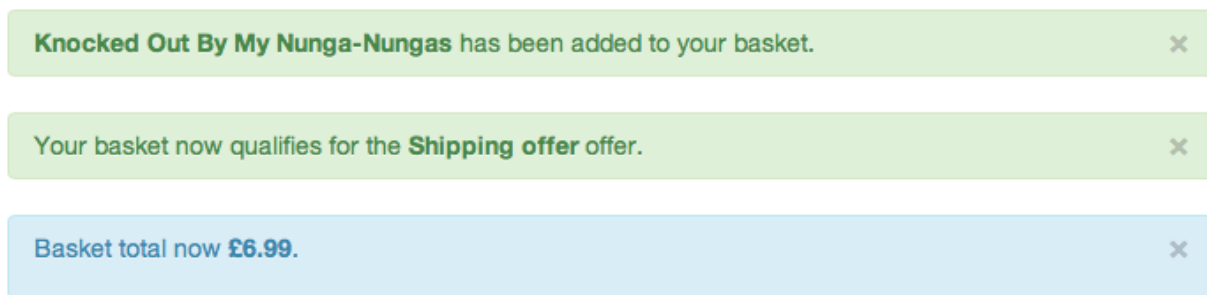 Knocked Out By My Nunga-Nungas has been added to your basket. ×
Your basket now qualifies for the Shipping offer offer. ×
Basket total now £6.99. ×